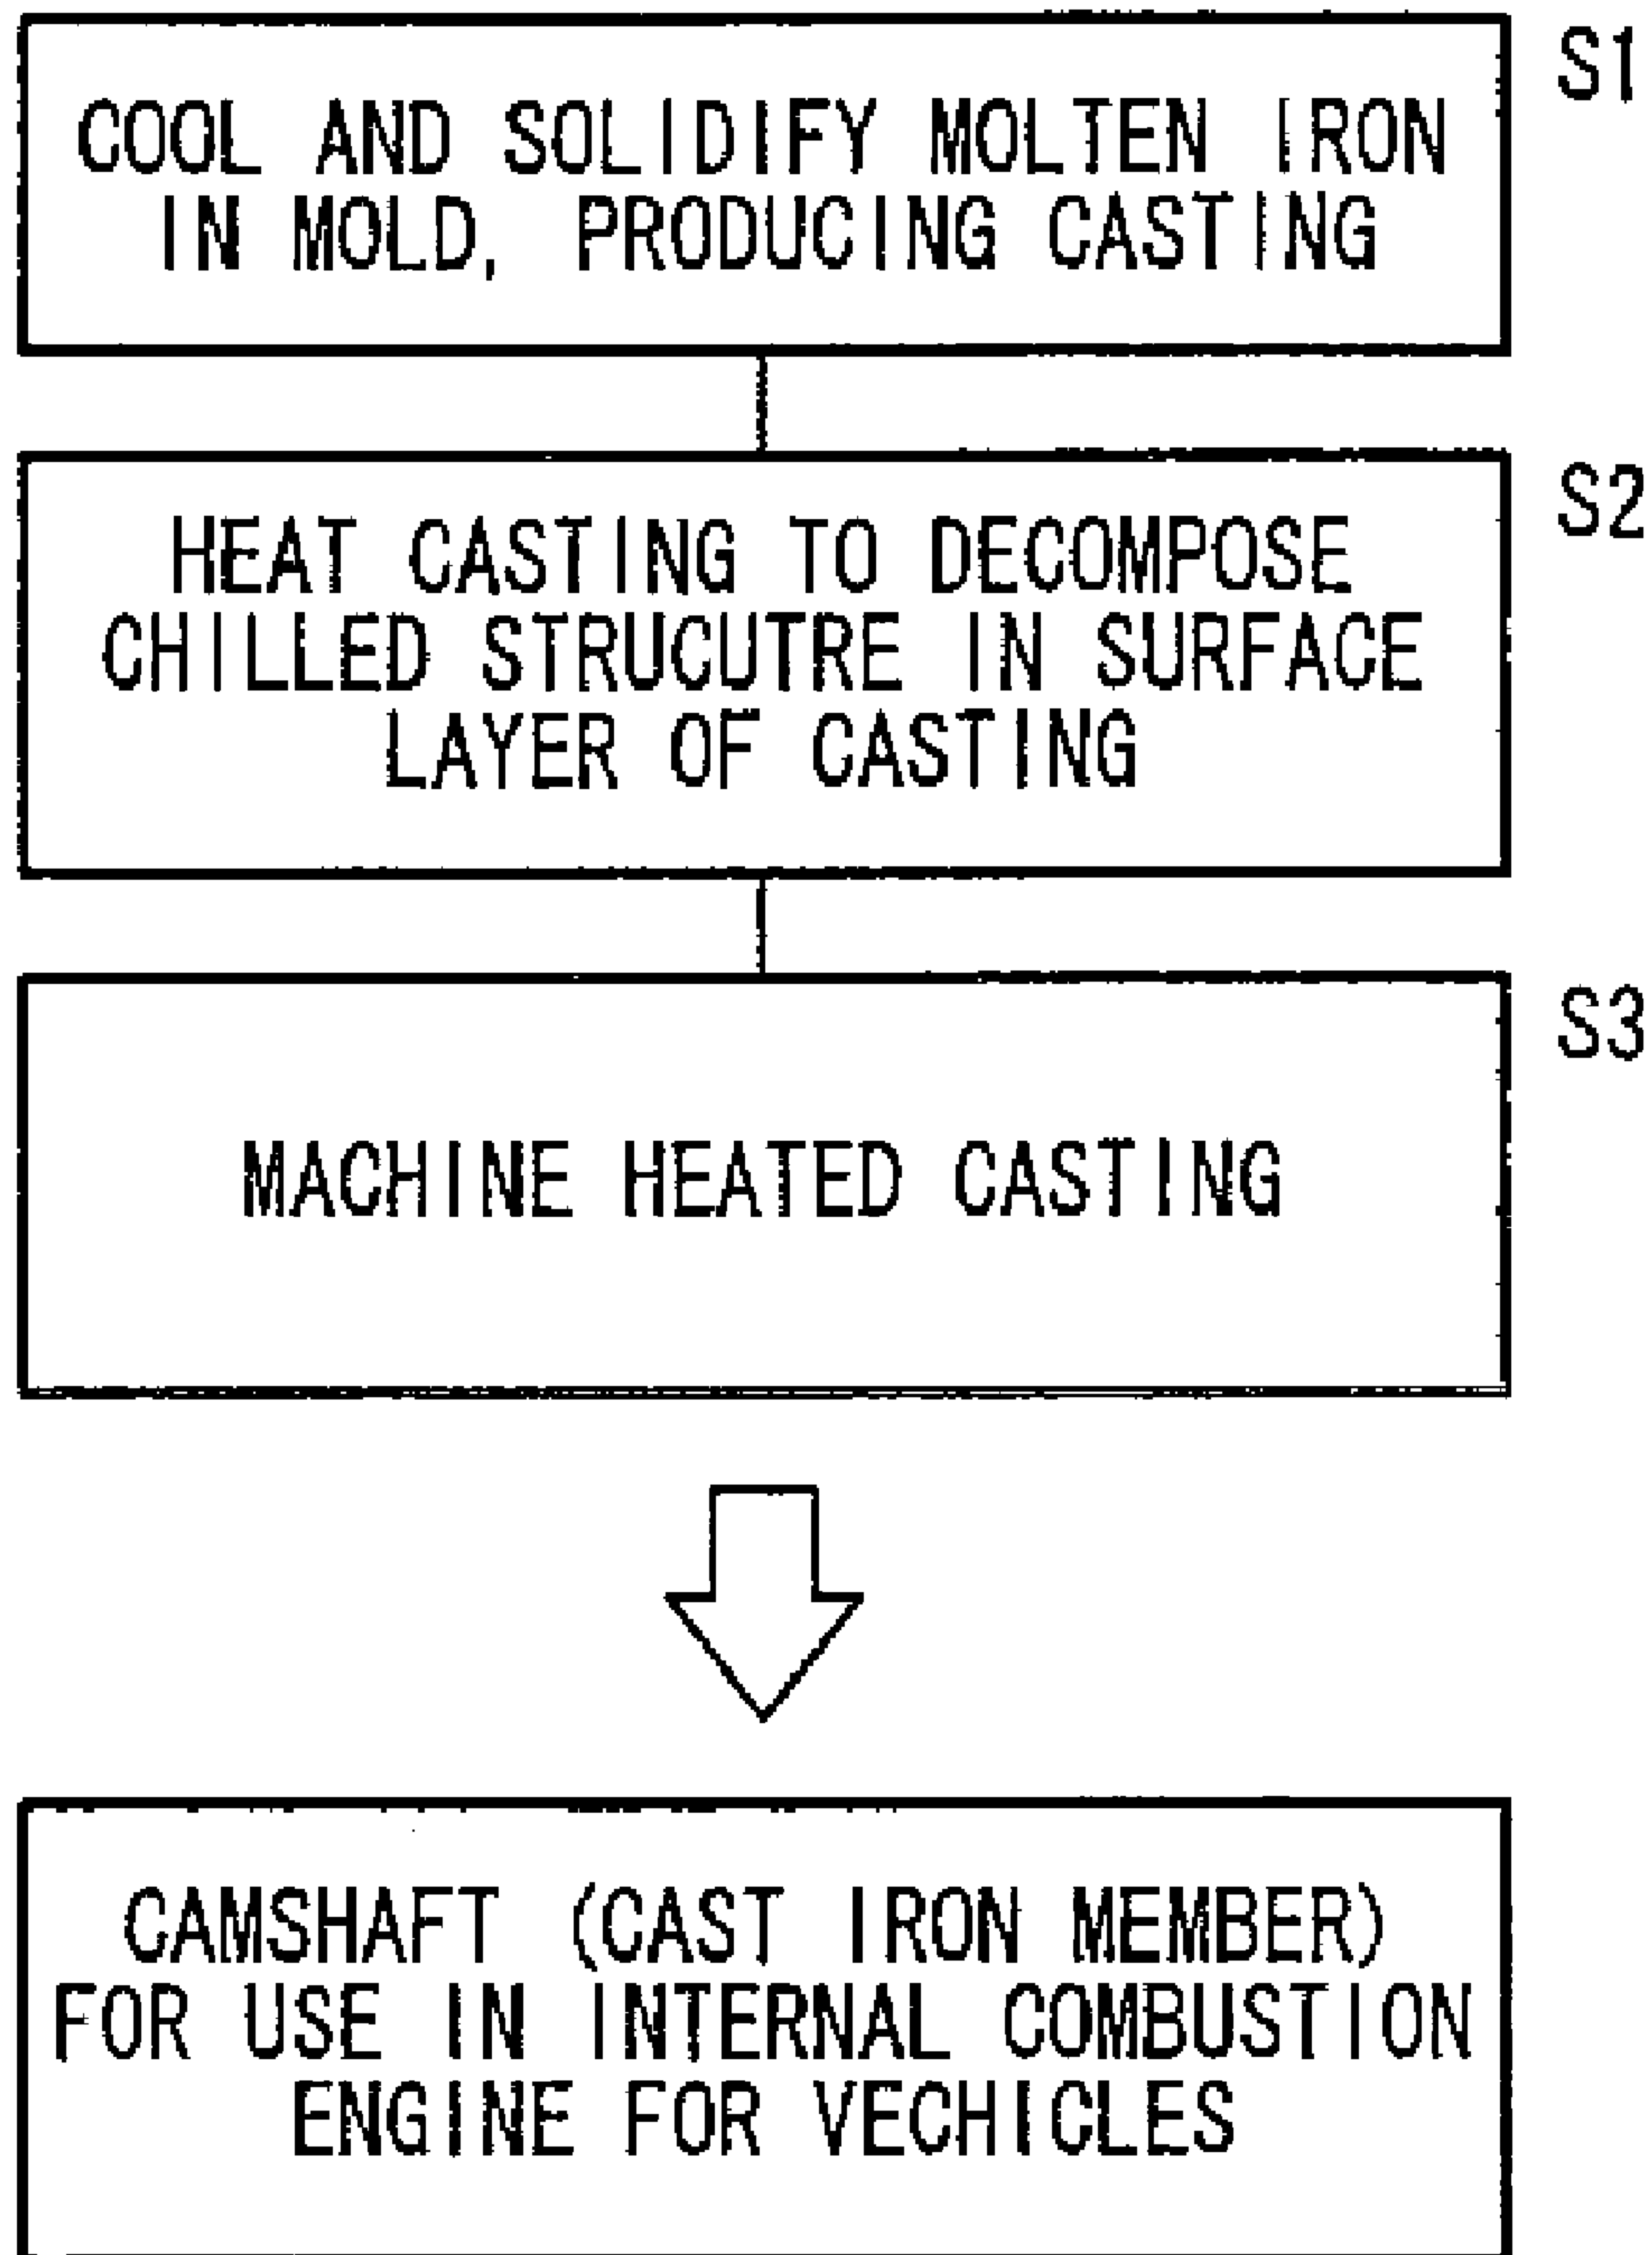 S1
COOL AND SOLIDIFY MOLTEN IRON
IN MOLD, PRODUCING CASTING
S2
HEAT CASTING TO DECOMPOSE
CHILLED STRUCUTRE IN SURFACE
LAYER OF CASTING
S3
MACHINE HEATED CASTING
CAMSHAFT (CAST IRON MEMBER)
FOR USE IN INTERNAL COMBUSTION
ENGINE FOR VECHICLES